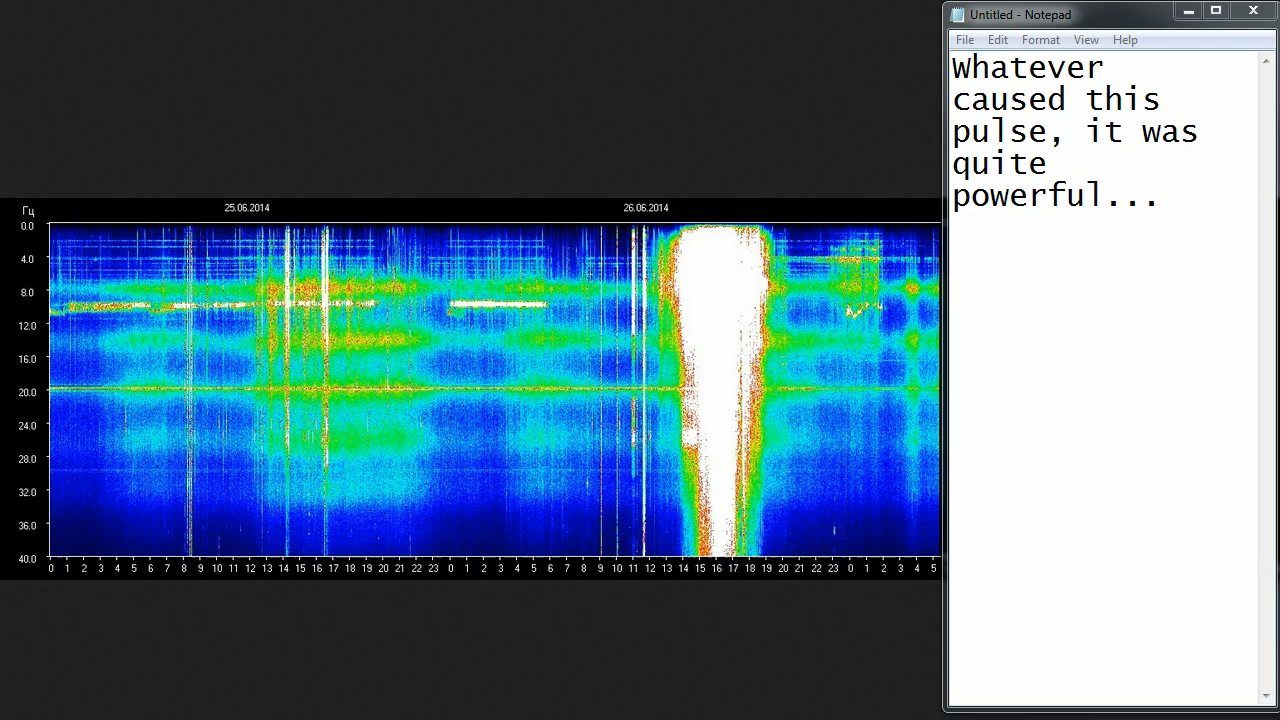 Untitled - Notepad
File Edit Format View Help
Whatever
caused this
pulse, it was
quite
powerful...
25.06.2014 26.06.2014
Гц
0.0
4.0
8.0
12.0
16.0
20.0
24.0
28.0
32.0
36.0
40.0
0 1 2 3 4 5 6 7 8 9 10 11 12 13 14 15 16 17 18 19 20 21 22 23 0 1 2 3 4 5 6 7 8 9 10 11 12 13 14 15 16 17 18 19 20 21 22 23 0 1 2 3 4 5